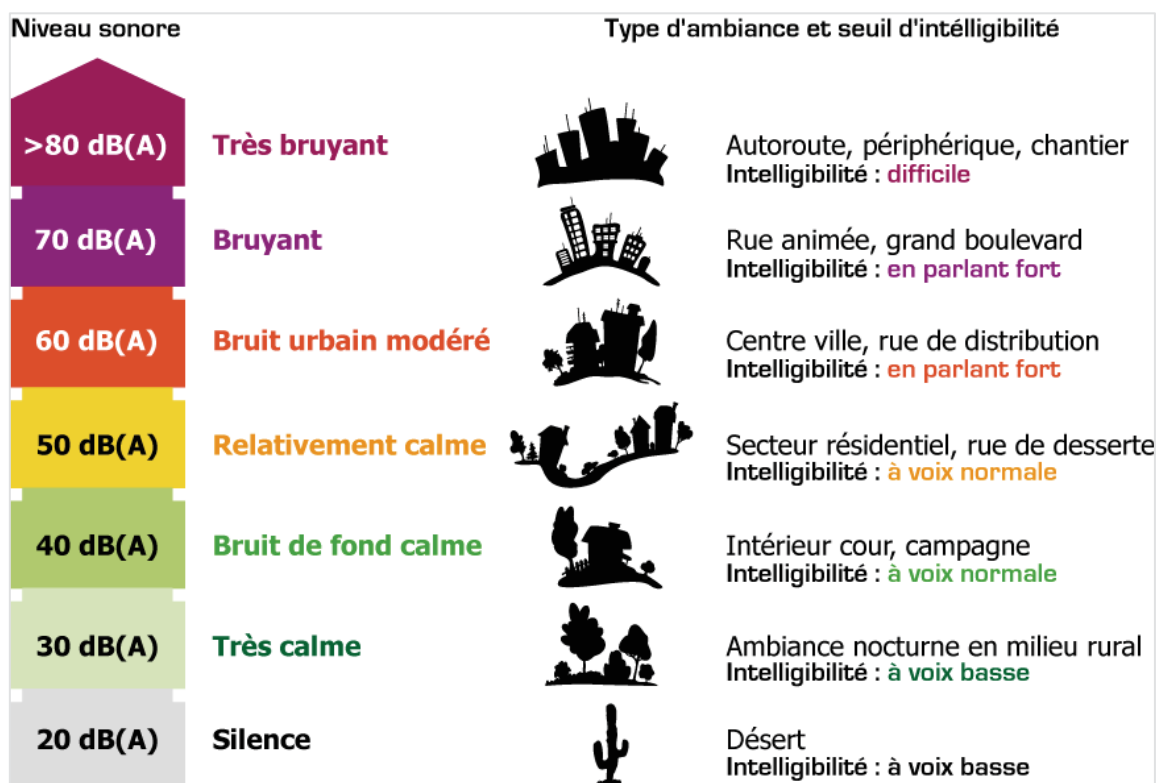 Niveau sonore
Type d'ambiance et seuil d'intélligibilité
>80 dB(A)
Très bruyant
Autoroute, périphérique, chantier
Intelligibilité : difficile
70 dB(A)
Bruyant
Rue animée, grand boulevard
Intelligibilité : en parlant fort
60 dB(A)
Bruit urbain modéré
Centre ville, rue de distribution
Intelligibilité : en parlant fort
50 dB(A)
Relativement calme
Secteur résidentiel, rue de desserte
Intelligibilité : à voix normale
40 dB(A)
Bruit de fond calme
Intérieur cour, campagne
Intelligibilité : à voix normale
30 dB(A)
Très calme
Ambiance nocturne en milieu rural
Intelligibilité : à voix basse
20 dB(A)
Silence
Désert
Intelligibilité : à voix basse